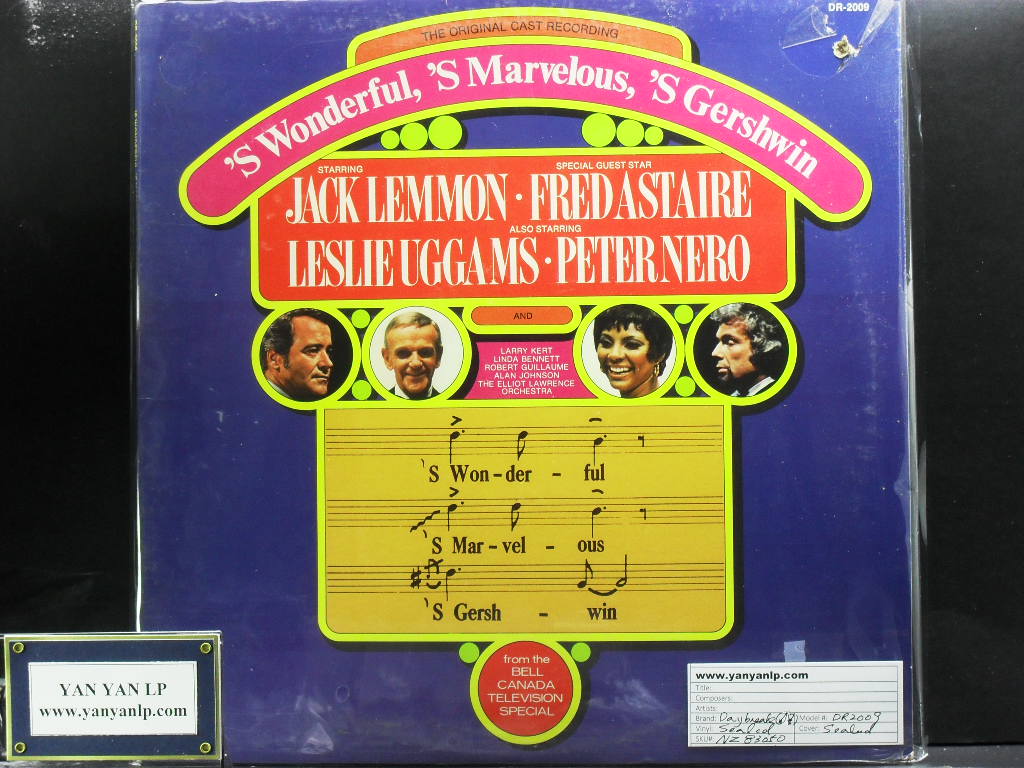 DR-2009
THE ORIGINAL CAST RECORDING
'S Wonderful, 'S Marvelous, 'S Gershwin
STARRING
SPECIAL GUEST STAR
JACK LEMMON · FRED ASTAIRE
ALSO STARRING
LESLIE UGGAMS · PETER NERO
AND
LARRY KERT
LINDA BENNETT
ROBERT GUILLAUME
ALAN JOHNSON
THE ELLIOT LAWRENCE
ORCHESTRA
'S Won - der - ful
'S Mar - vel - ous
'S Gersh - win
from the
BELL
CANADA
TELEVISION
SPECIAL
YAN YAN LP
www.yanyanlp.com
www.yanyanlp.com
Title:
Composers:
Artists:
Brand: Daybreak Model #: DR2009
Vinyl: Sealed Cover: Sealed
SKU#: NZ 83050